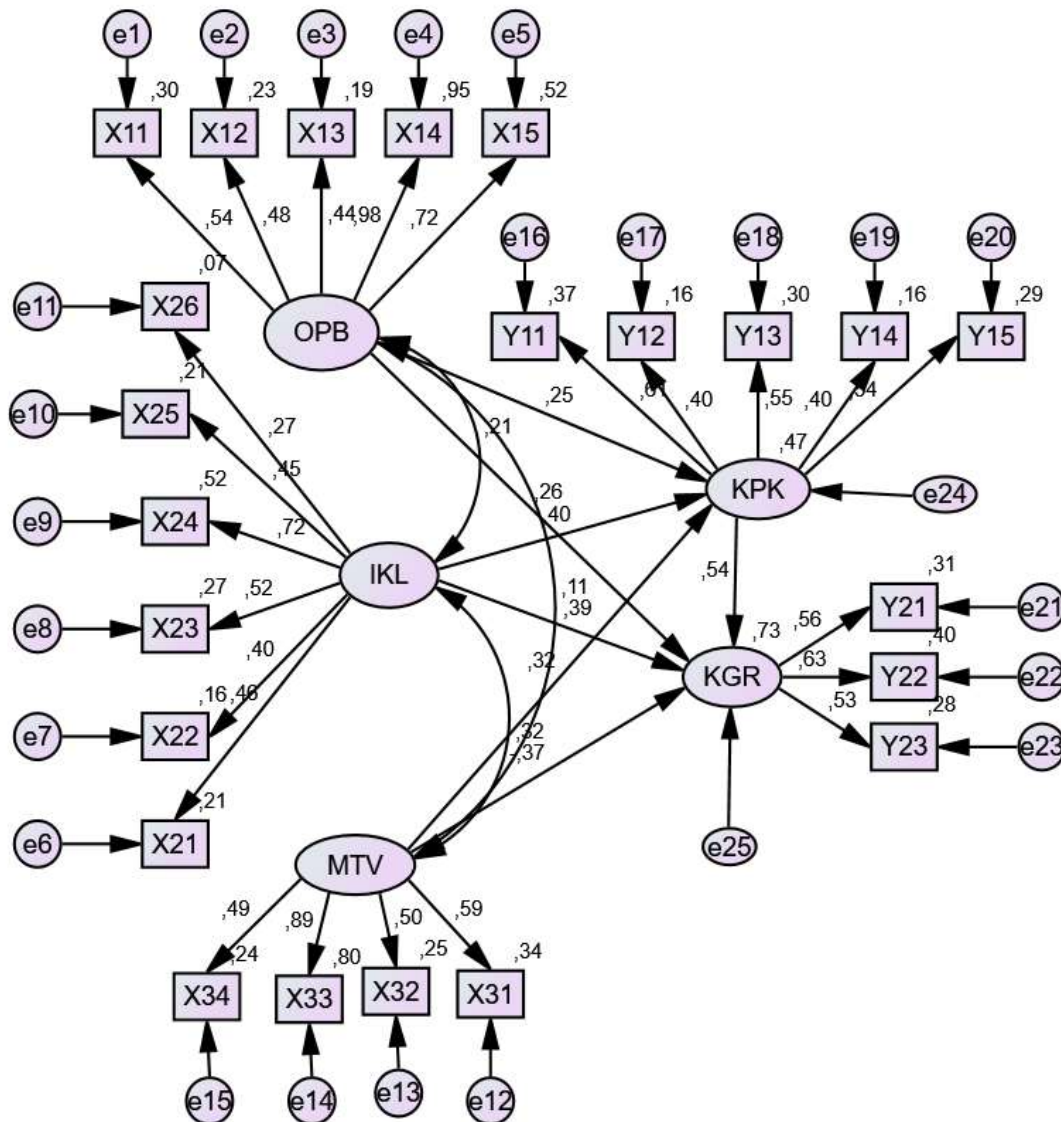 e1 e2 e3 e4 e5
,30 ,23 ,19 ,95 ,52
X11 X12 X13 X14 X15
,54 ,48 ,44 ,98 ,72
e16 e17 e18 e19 e20
,07
e11 X26
OPB
,37 ,16 ,30 ,16 ,29
Y11 Y12 Y13 Y14 Y15
,21
e10 X25
,25 ,61 ,40 ,55 ,40 ,54
,27 ,21 ,47
,52 ,45 ,26 KPK e24
e9 X24 ,72 40
IKL ,54 ,31
,27 ,52 ,11 Y21 e21
e8 X23 ,39 ,73 ,56 ,40
,40 ,32 KGR ,63 Y22 e22
,16 ,46 ,53 ,28
e7 X22 ,32 Y23 e23
-,37
,21
e6 X21 e25
MTV
,49 ,89 ,50 ,59
,24 ,80 ,25 ,34
X34 X33 X32 X31
e15 e14 e13 e12